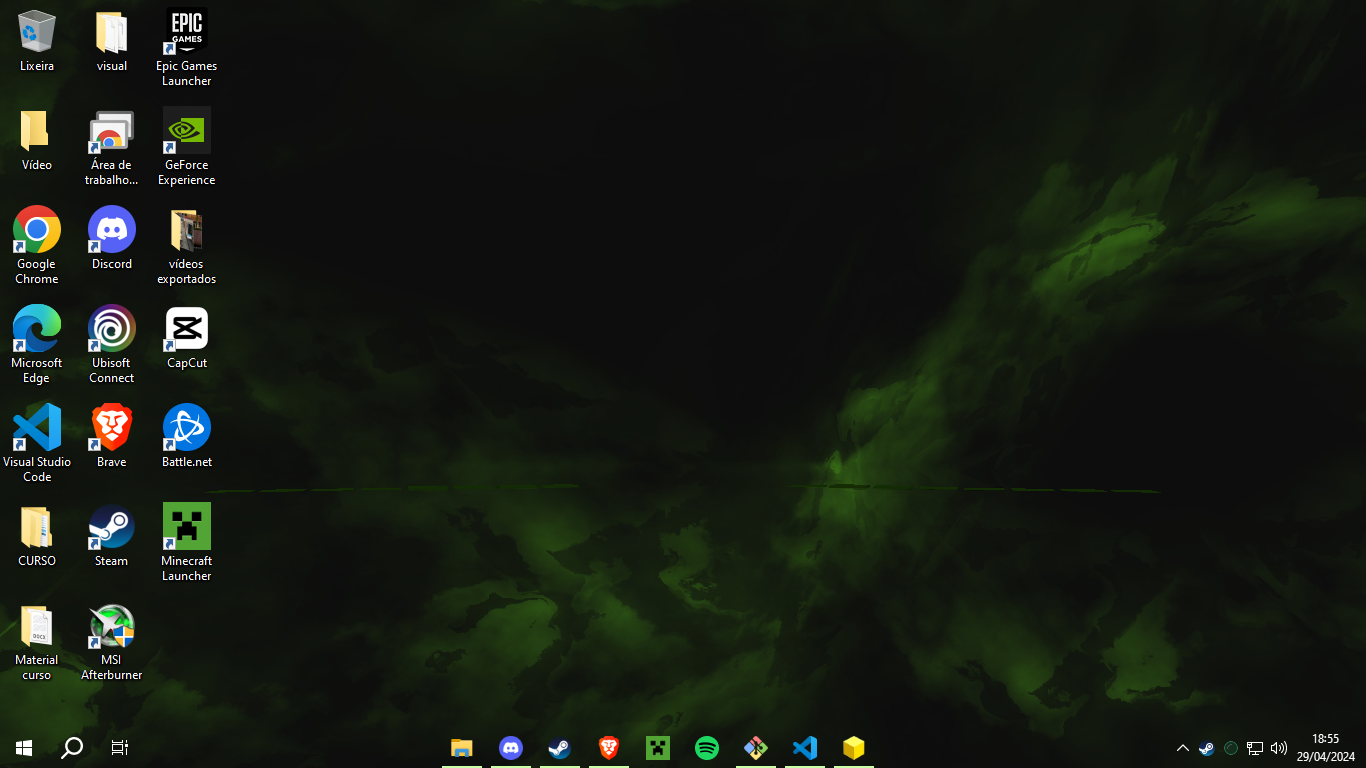 Lixeira
visual
EPIC
GAMES
Epic Games
Launcher
Vídeo
Área de
trabalho...
GeForce
Experience
Google
Chrome
Discord
vídeos
exportados
Microsoft
Edge
Ubisoft
Connect
CapCut
Visual Studio
Code
Brave
Battle.net
CURSO
Steam
Minecraft
Launcher
DOCX
Material
curso
MSI
Afterburner
18:55
29/04/2024